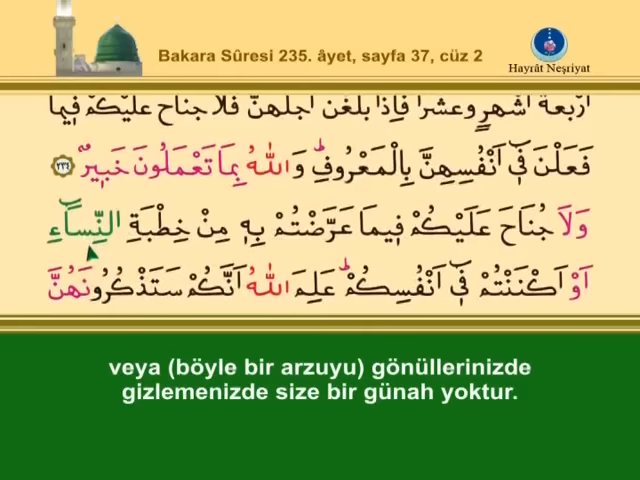 Bakara Sûresi 235. âyet, sayfa 37, cüz 2
Hayrât Neşriyat
اَرْبَعَةَ اَشْهُرٍ وَعَشْرًا فَاِذَا بَلَغْنَ اَجَلَهُنَّ فَلَا جُنَاحَ عَلَيْكُمْ ف۪يمَا
فَعَلْنَ ف۪ٓي اَنْفُسِهِنَّ بِالْمَعْرُوفِۜ وَاللّٰهُ بِمَا تَعْمَلُونَ خَب۪يرٌ ﴿٢٣٤﴾
وَلَا جُنَاحَ عَلَيْكُمْ ف۪يمَا عَرَّضْتُمْ بِه۪ مِنْ خِطْبَةِ النِّسَٓاءِ
اَوْ اَكْنَنْتُمْ ف۪ٓي اَنْفُسِكُمْۜ عَلِمَ اللّٰهُ اَنَّكُمْ سَتَذْكُرُونَهُنَّ
veya (böyle bir arzuyu) gönüllerinizde
gizlemenizde size bir günah yoktur.